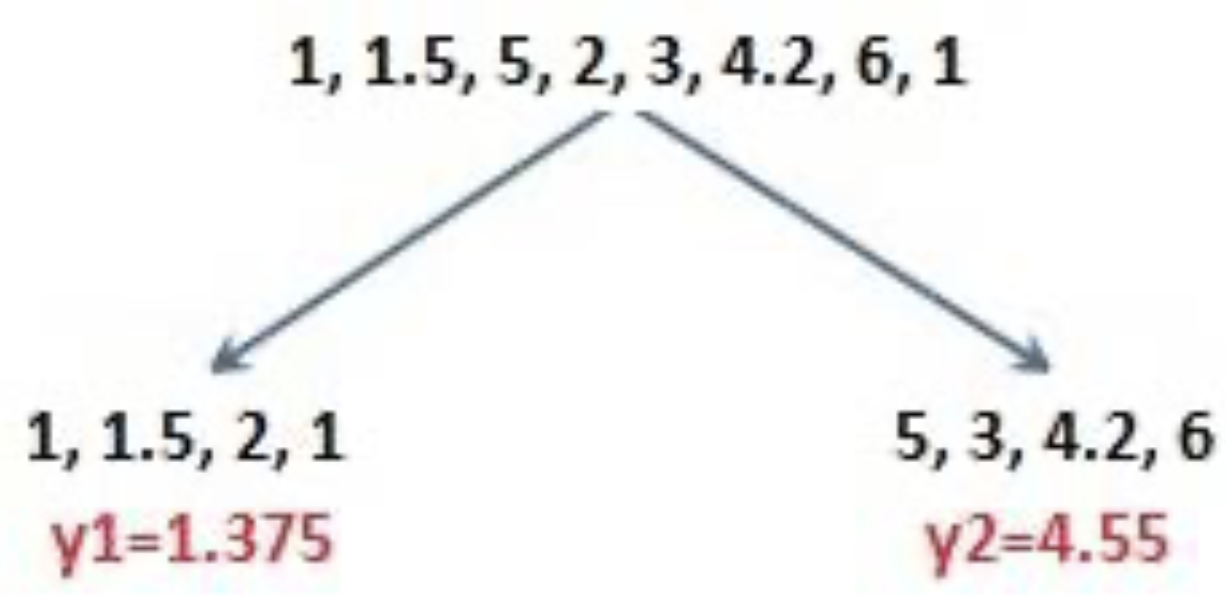 1, 1.5, 5, 2, 3, 4.2, 6, 1
1, 1.5, 2, 1
y1=1.375
5, 3, 4.2, 6
y2=4.55